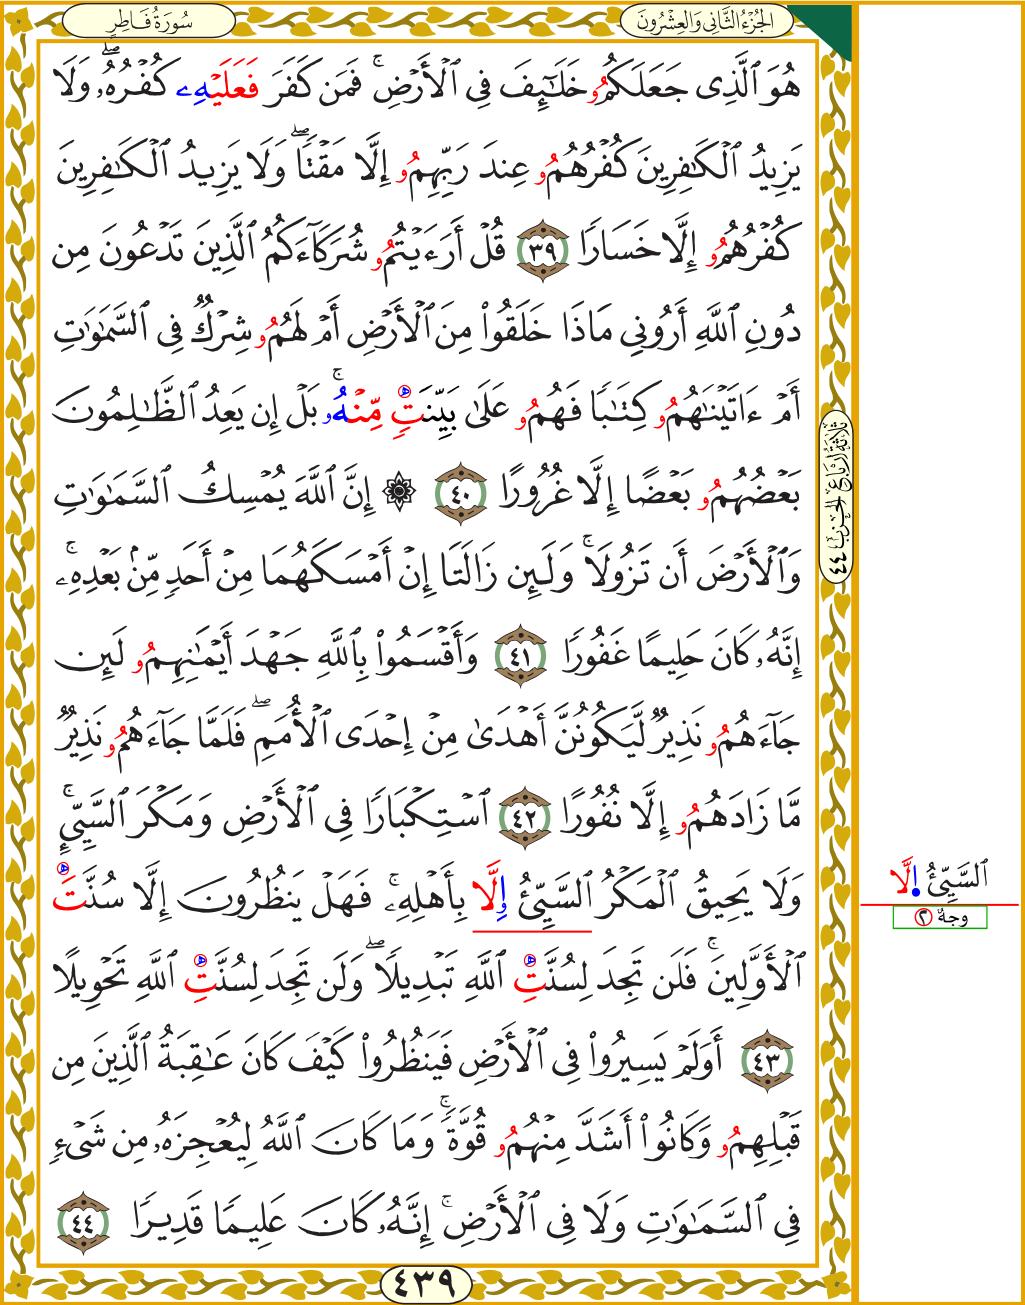 سُورَةُ فَاطِرٍ
الجُزْءُ الثَّانِي وَالعِشْرُونَ
هُوَ ٱلَّذِى جَعَلَكُمُۥ خَلَـٰٓئِفَ فِى ٱلْأَرْضِ ۚ فَمَن كَفَرَ فَعَلَيْهِۦ كُفْرُهُۥ ۖ وَلَا
يَزِيدُ ٱلْكَـٰفِرِينَ كُفْرُهُمُۥ عِندَ رَبِّهِمُۥ إِلَّا مَقْتًا ۖ وَلَا يَزِيدُ ٱلْكَـٰفِرِينَ
كُفْرُهُمُۥ إِلَّا خَسَارًا ٣٩ قُلْ أَرَءَيْتُمُۥ شُرَكَآءَكُمُ ٱلَّذِينَ تَدْعُونَ مِن
دُونِ ٱللَّهِ أَرُونِي مَاذَا خَلَقُوا۟ مِنَ ٱلْأَرْضِ أَمْ لَهُمُۥ شِرْكٌ فِى ٱلسَّمَـٰوَٰتِ
أَمْ ءَاتَيْنَـٰهُمُۥ كِتَـٰبًا فَهُمُۥ عَلَىٰ بَيِّنَتٍ مِّنْهُۥ ۚ بَلْ إِن يَعِدُ ٱلظَّـٰلِمُونَ
بَعْضُهُمُۥ بَعْضًا إِلَّا غُرُورًا ٤٠ ۞ إِنَّ ٱللَّهَ يُمْسِكُ ٱلسَّمَـٰوَٰتِ
وَٱلْأَرْضَ أَن تَزُولَا ۚ وَلَئِن زَالَتَا إِنْ أَمْسَكَهُمَا مِنْ أَحَدٍ مِّنۢ بَعْدِهِۦ ۚ
إِنَّهُۥ كَانَ حَلِيمًا غَفُورًا ٤١ وَأَقْسَمُوا۟ بِٱللَّهِ جَهْدَ أَيْمَـٰنِهِمُۥ لَئِن
جَآءَهُمُۥ نَذِيرٌ لَّيَكُونُنَّ أَهْدَىٰ مِنْ إِحْدَى ٱلْأُمَمِ ۖ فَلَمَّا جَآءَهُمُۥ نَذِيرٌ
مَّا زَادَهُمُۥ إِلَّا نُفُورًا ٤٢ ٱسْتِكْبَارًا فِى ٱلْأَرْضِ وَمَكْرَ ٱلسَّيِّئِ ۚ
وَلَا يَحِيقُ ٱلْمَكْرُ ٱلسَّيِّئُ إِلَّا بِأَهْلِهِۦ ۚ فَهَلْ يَنظُرُونَ إِلَّا سُنَّتَ
ٱلْأَوَّلِينَ ۚ فَلَن تَجِدَ لِسُنَّتِ ٱللَّهِ تَبْدِيلًا ۖ وَلَن تَجِدَ لِسُنَّتِ ٱللَّهِ تَحْوِيلًا
٤٣ أَوَلَمْ يَسِيرُوا۟ فِى ٱلْأَرْضِ فَيَنظُرُوا۟ كَيْفَ كَانَ عَـٰقِبَةُ ٱلَّذِينَ مِن
قَبْلِهِمُۥ وَكَانُوٓا۟ أَشَدَّ مِنْهُمُۥ قُوَّةً ۚ وَمَا كَانَ ٱللَّهُ لِيُعْجِزَهُۥ مِن شَىْءٍ
فِى ٱلسَّمَـٰوَٰتِ وَلَا فِى ٱلْأَرْضِ ۚ إِنَّهُۥ كَانَ عَلِيمًا قَدِيرًا ٤٤
ثَلَاثَةُ أَرْبَاعِ الحِزْبِ ٤٤
ٱلسَّيِّئُ اِلَّا
وجهٌ ٢
٤٣٩